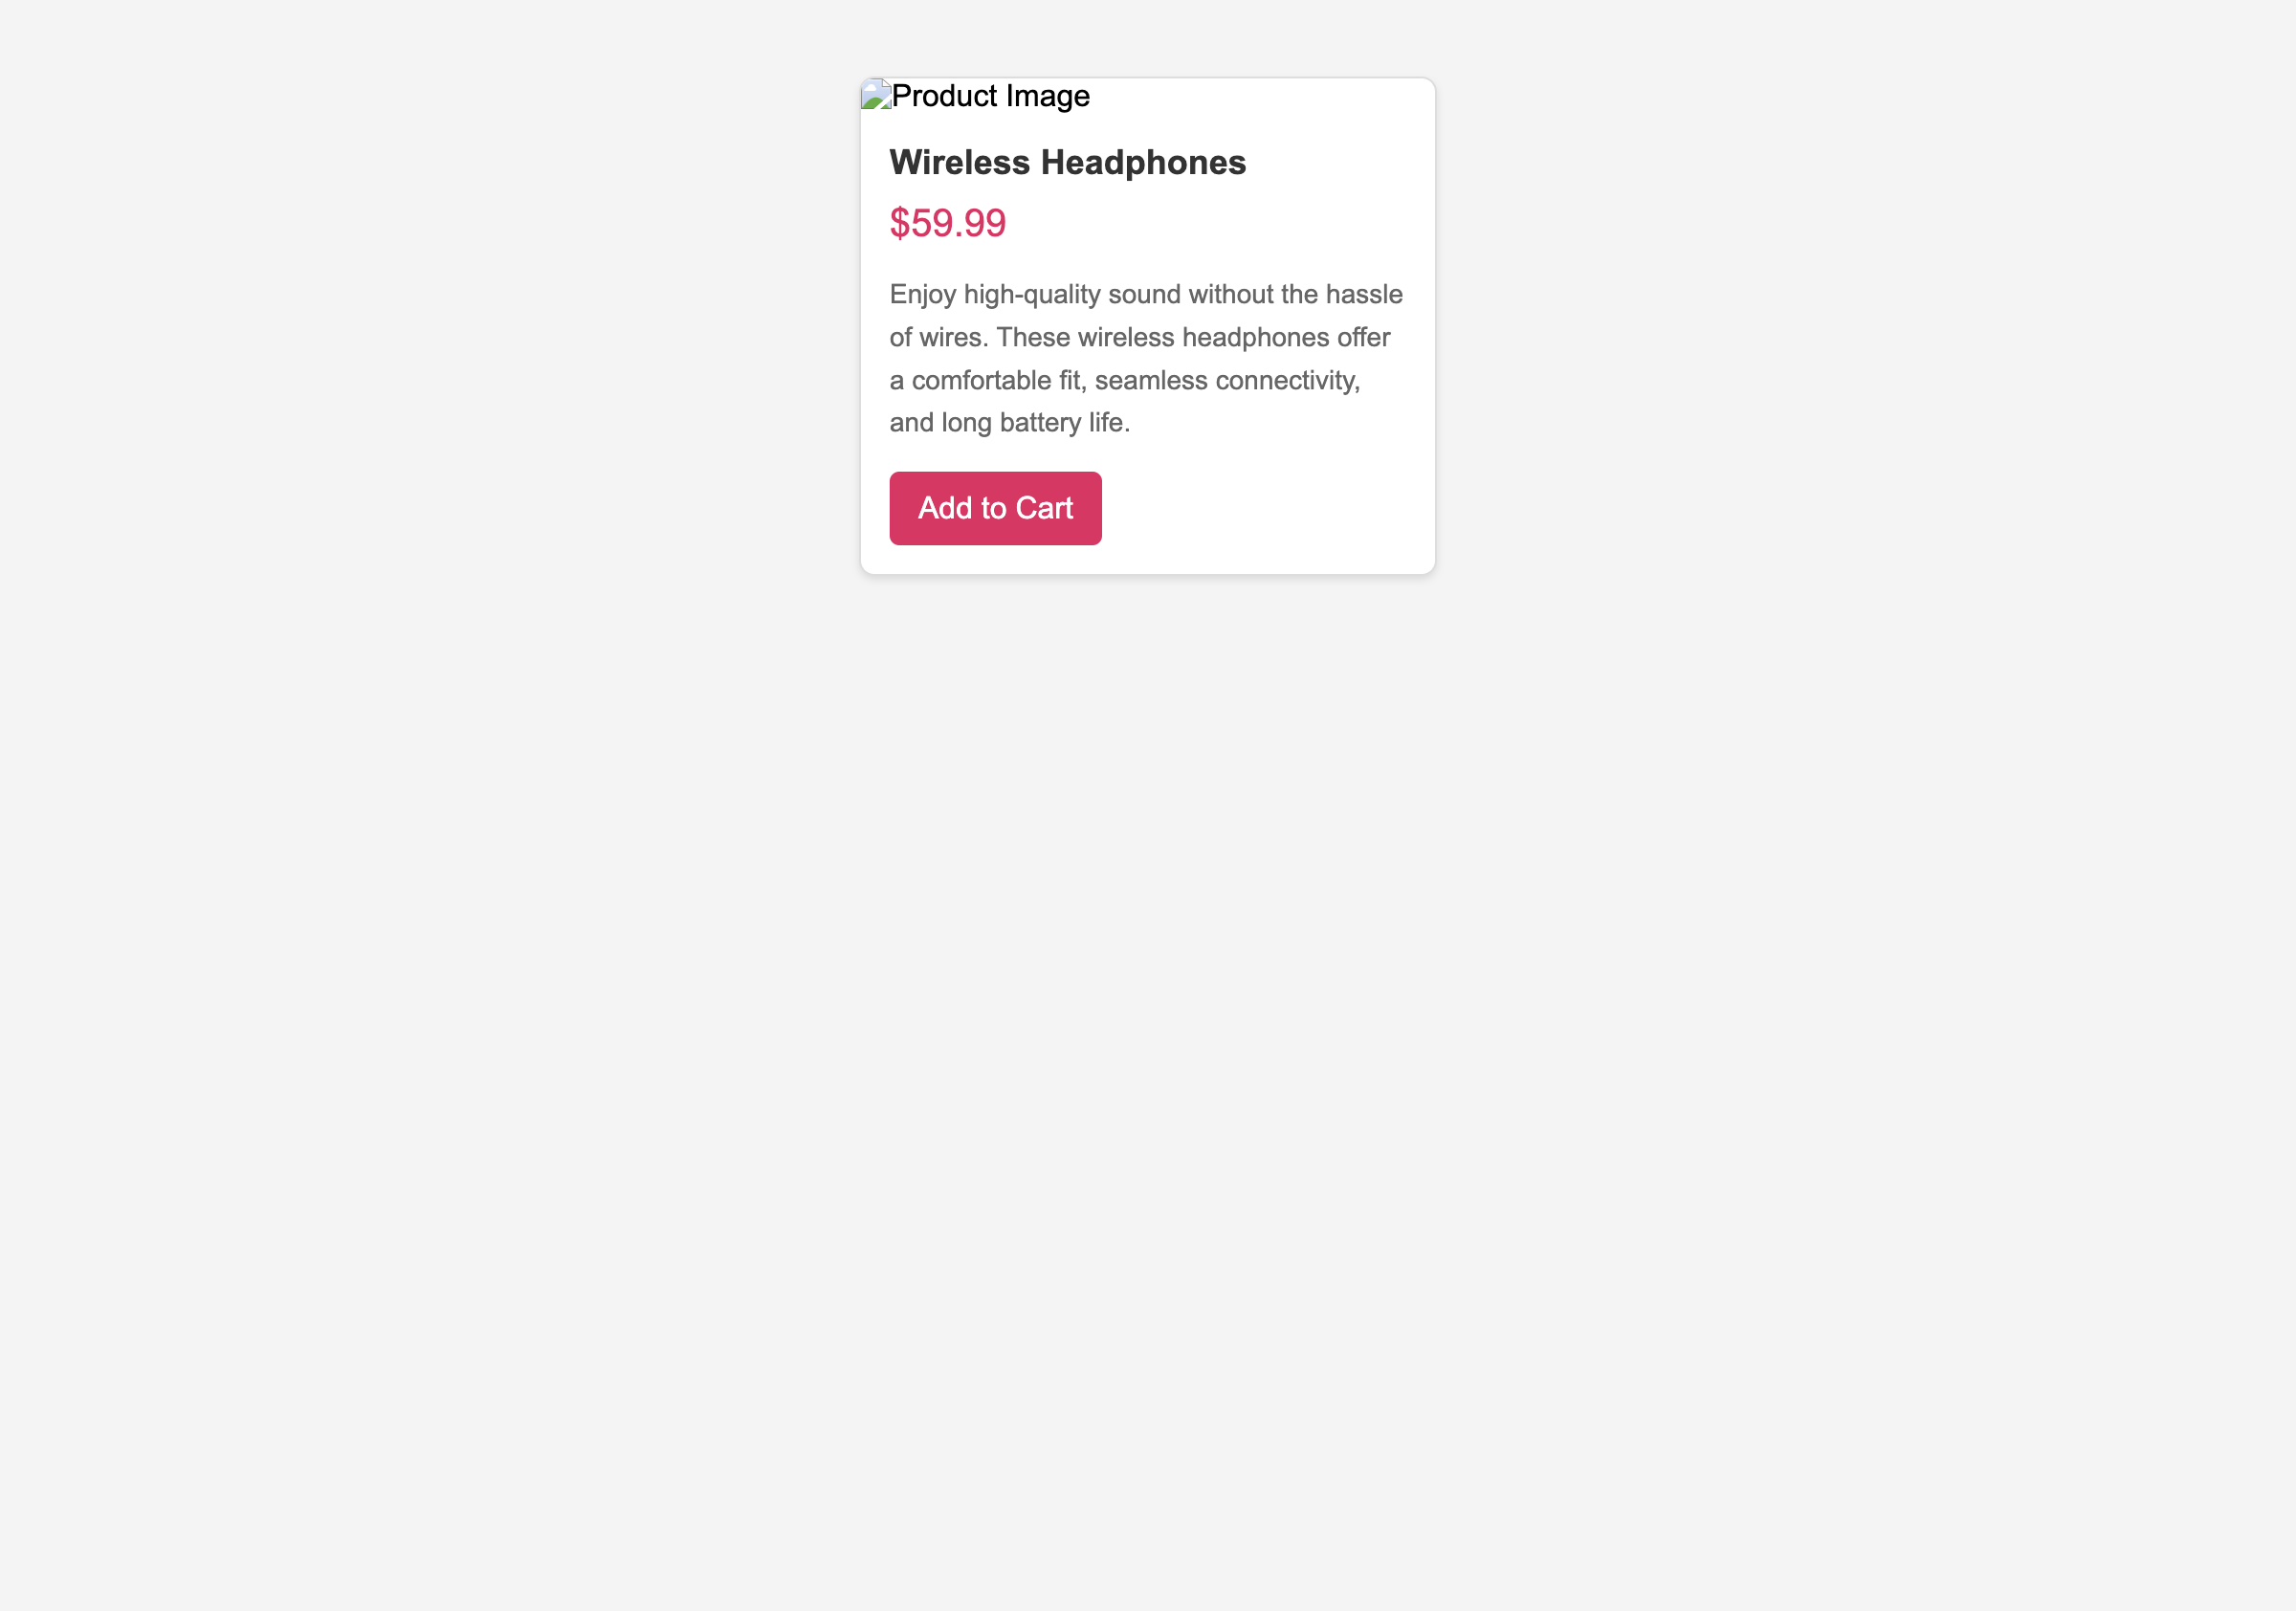 Product Image
Wireless Headphones
$59.99
Enjoy high-quality sound without the hassle
of wires. These wireless headphones offer
a comfortable fit, seamless connectivity,
and long battery life.
Add to Cart